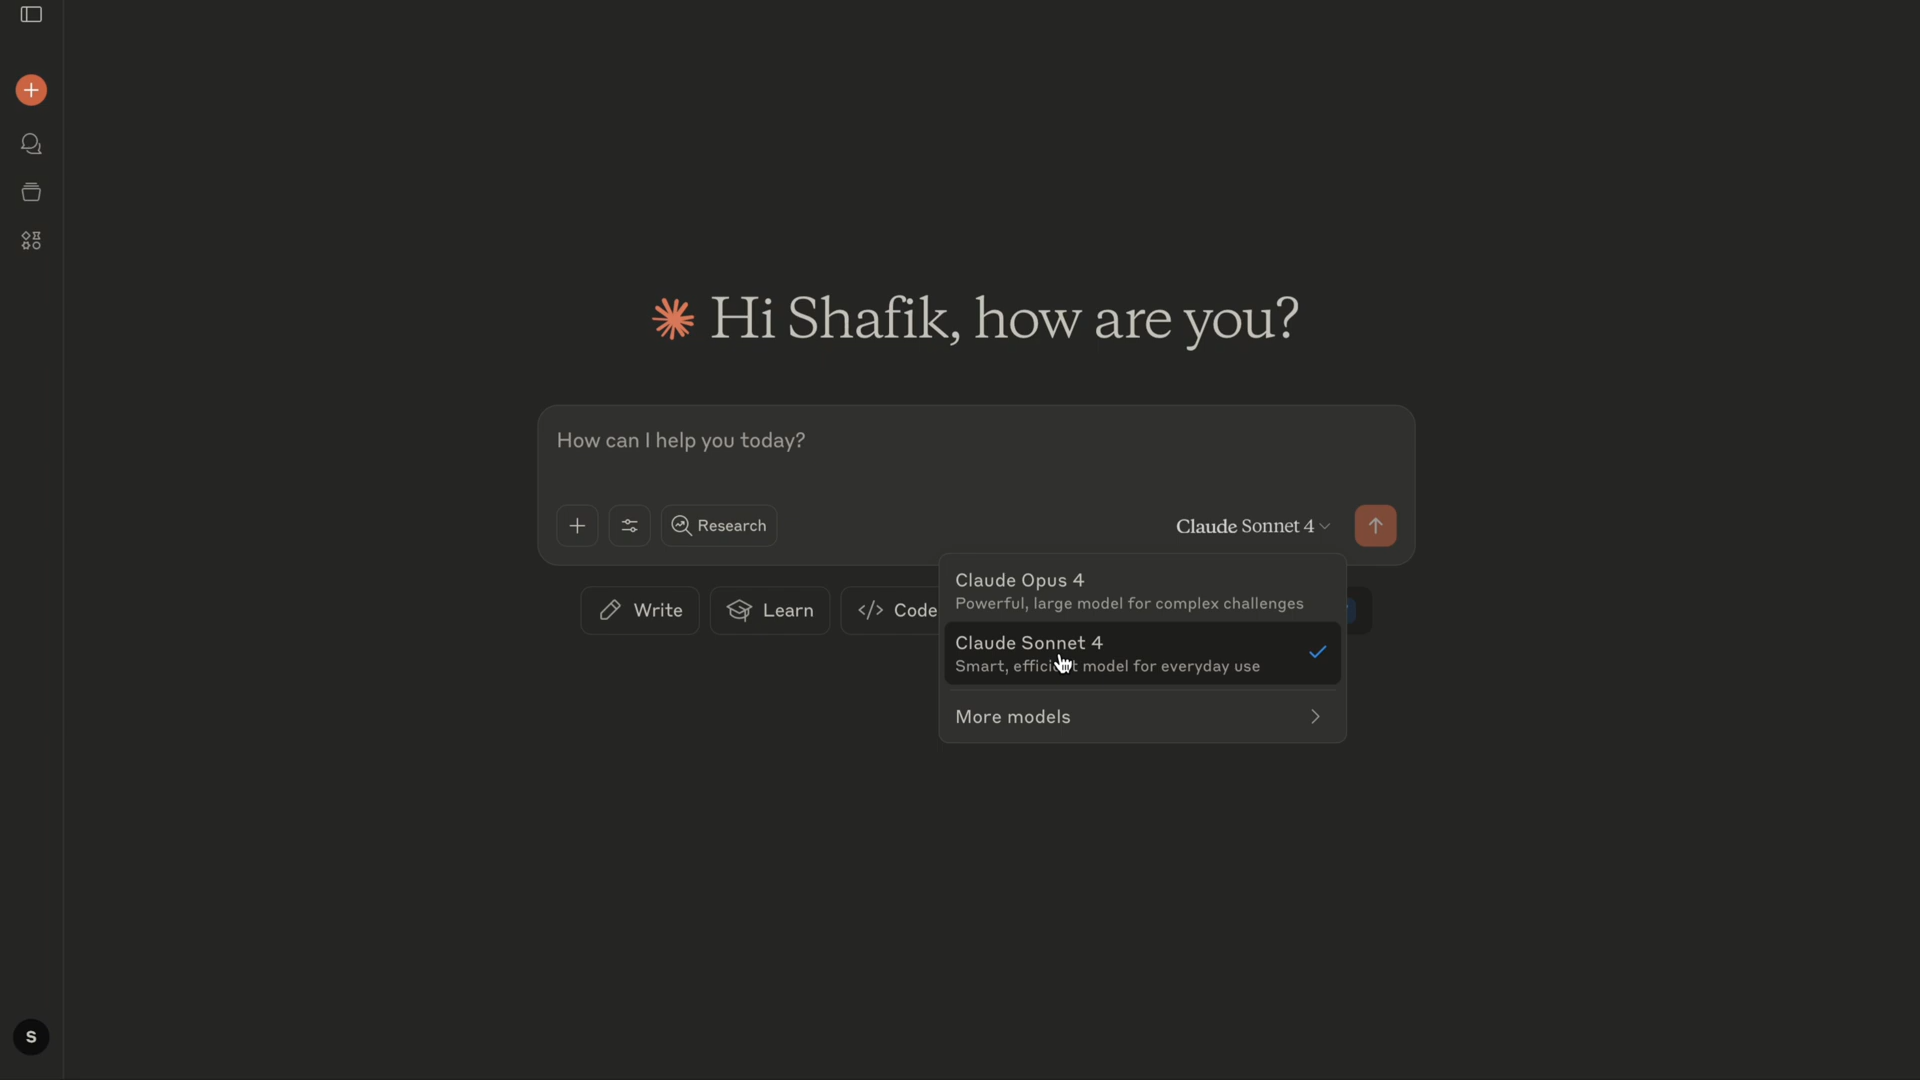 Hi Shafik, how are you?
How can I help you today?
Research
Claude Sonnet 4
Claude Opus 4
Powerful, large model for complex challenges
Write
Learn
Code
Claude Sonnet 4
Smart, efficient model for everyday use
More models
S